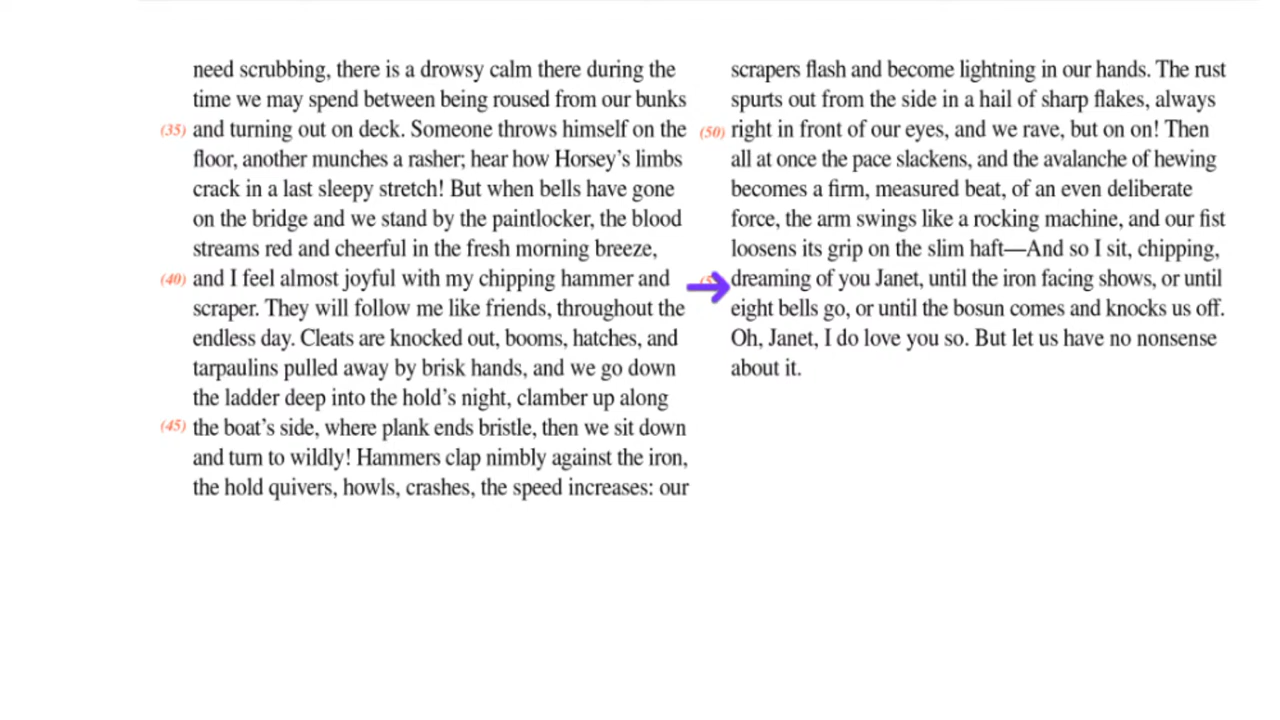 need scrubbing, there is a drowsy calm there during the
time we may spend between being roused from our bunks
(35) and turning out on deck. Someone throws himself on the
floor, another munches a rasher; hear how Horsey's limbs
crack in a last sleepy stretch! But when bells have gone
on the bridge and we stand by the paintlocker, the blood
streams red and cheerful in the fresh morning breeze,
(40) and I feel almost joyful with my chipping hammer and
scraper. They will follow me like friends, throughout the
endless day. Cleats are knocked out, booms, hatches, and
tarpaulins pulled away by brisk hands, and we go down
the ladder deep into the hold's night, clamber up along
(45) the boat's side, where plank ends bristle, then we sit down
and turn to wildly! Hammers clap nimbly against the iron,
the hold quivers, howls, crashes, the speed increases: our
scrapers flash and become lightning in our hands. The rust
spurts out from the side in a hail of sharp flakes, always
(50) right in front of our eyes, and we rave, but on on! Then
all at once the pace slackens, and the avalanche of hewing
becomes a firm, measured beat, of an even deliberate
force, the arm swings like a rocking machine, and our fist
loosens its grip on the slim haft—And so I sit, chipping,
dreaming of you Janet, until the iron facing shows, or until
eight bells go, or until the bosun comes and knocks us off.
Oh, Janet, I do love you so. But let us have no nonsense
about it.